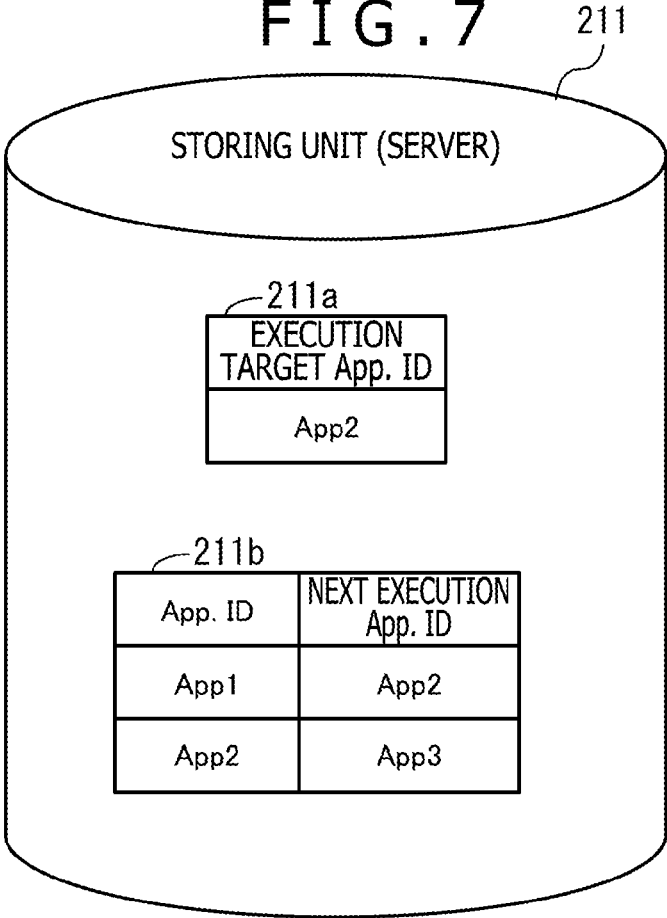 FIG.7
211
STORING UNIT (SERVER)
211a
EXECUTION
TARGET App. ID
App2
211b
App. ID
NEXT EXECUTION
App. ID
App1
App2
App2
App3